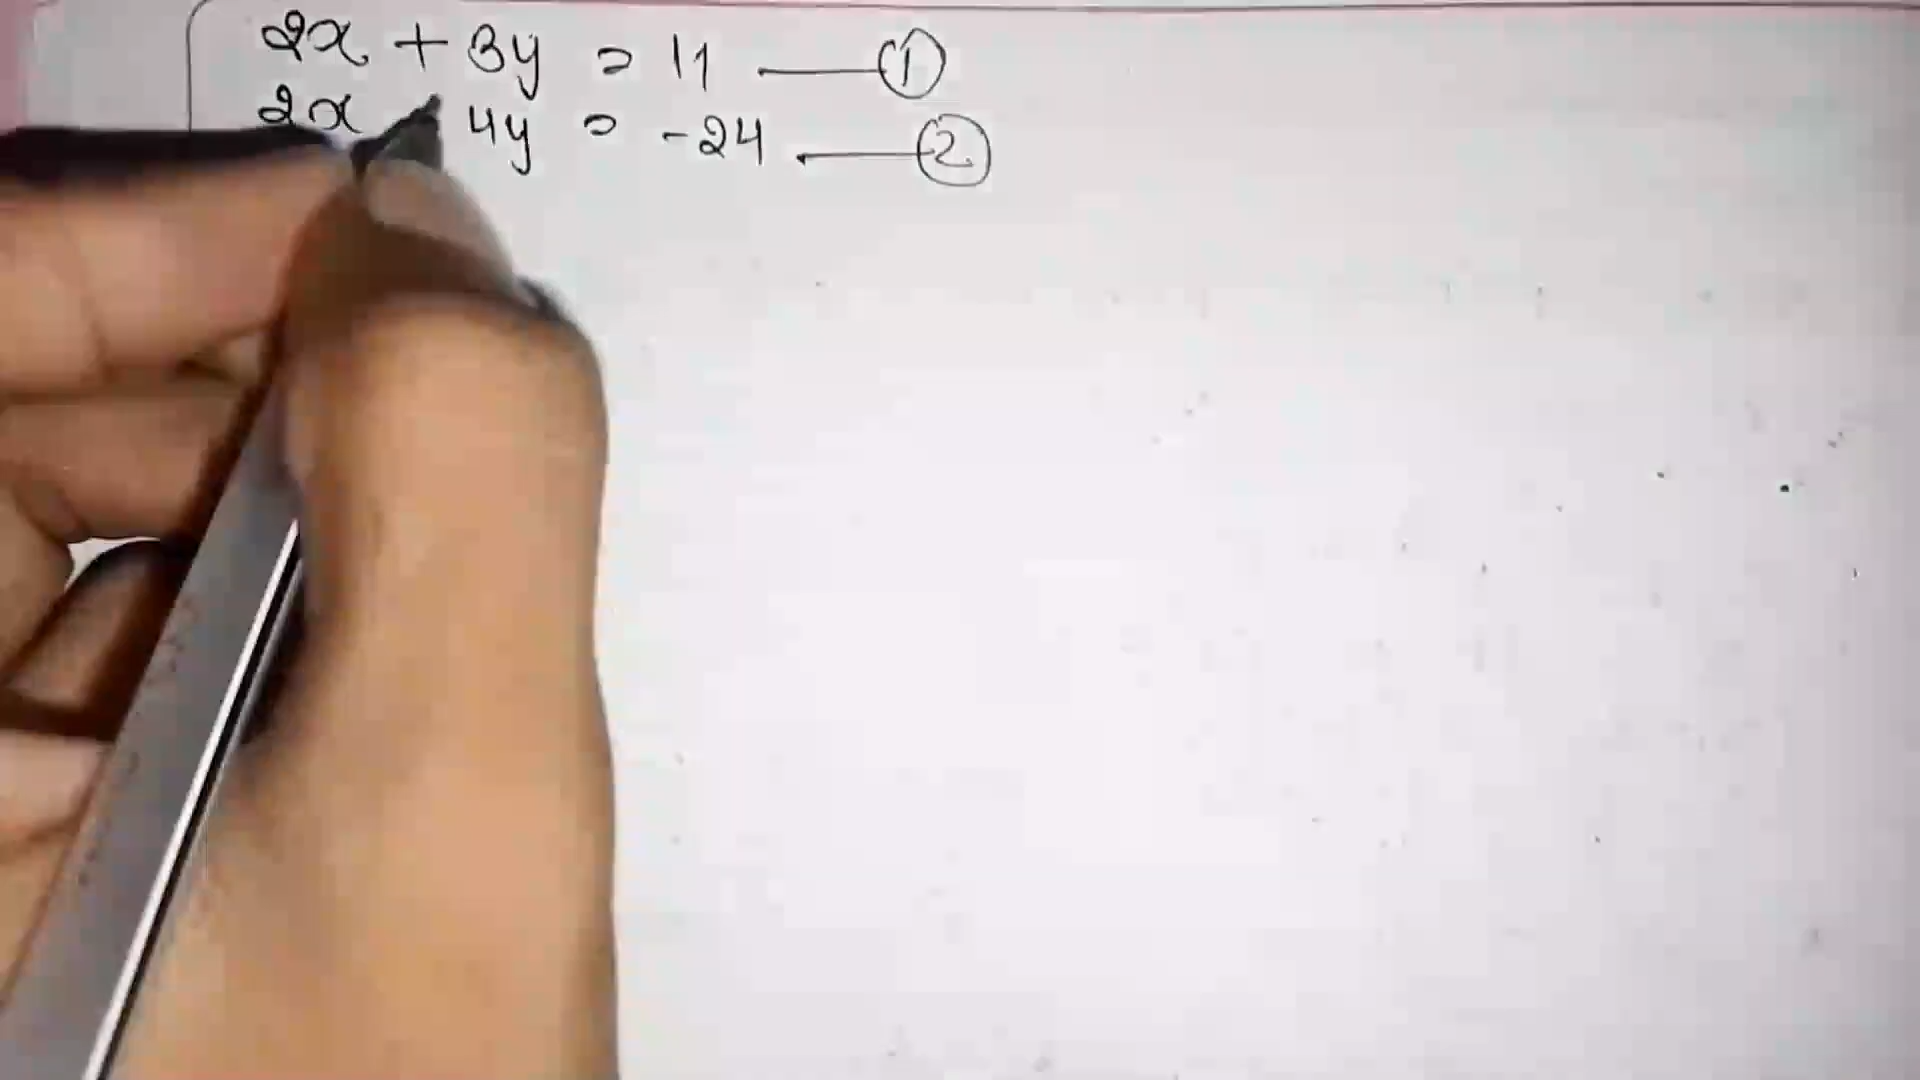 2x + 3y = 11 —— ①
2x 4y = -24 —— ②